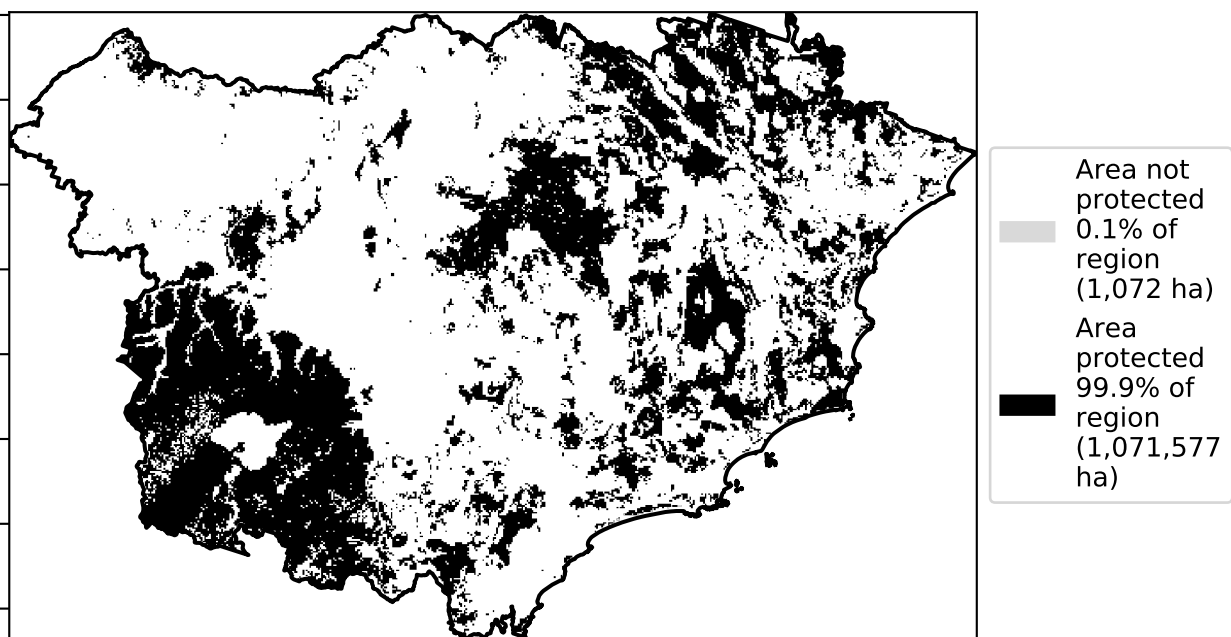 Area not
protected
0.1% of
region
(1,072 ha)
Area
protected
99.9% of
region
(1,071,577
ha)